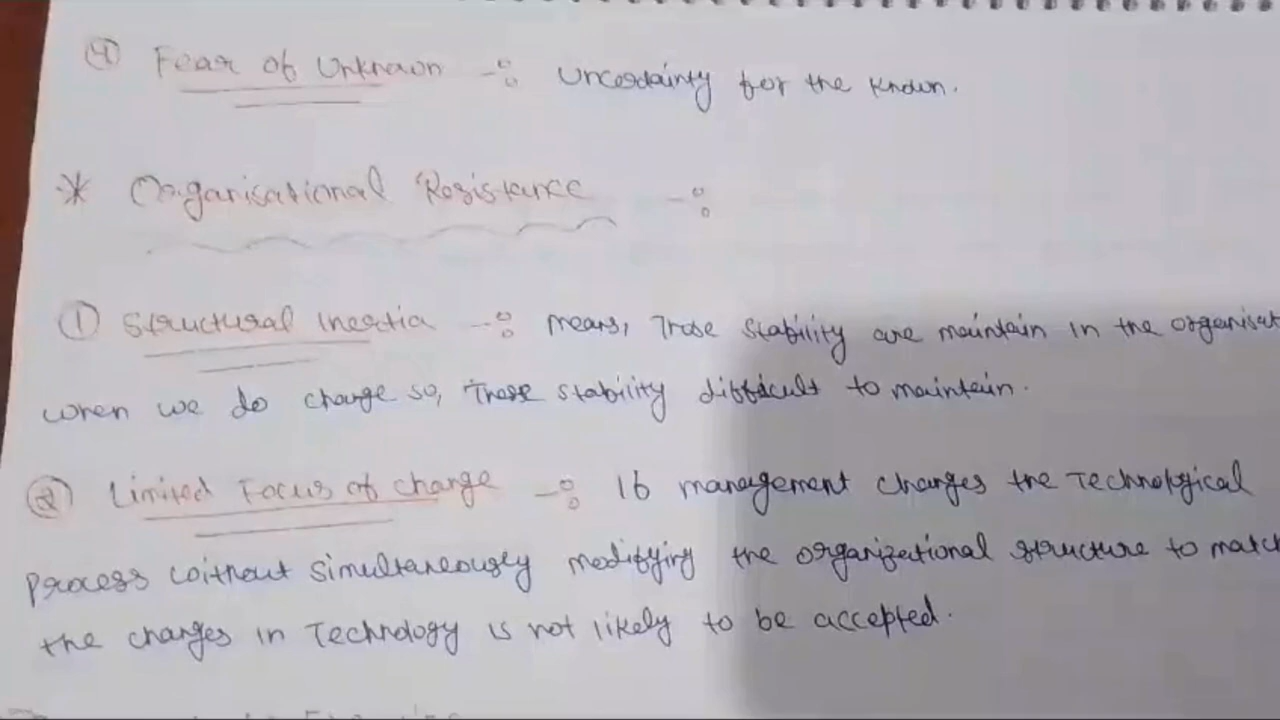 ④ Fear of Unknown -: Uncertainty for the known.
* Organisational Resistance -:
① Structural Inertia -: means, Those stability are maintain in the organisat
when we do change so, These stability difficult to maintain.
② Limited Focus of change -: If management changes the Technological
process without simultaneously modifying the organizational structure to match
the changes in Technology is not likely to be accepted.